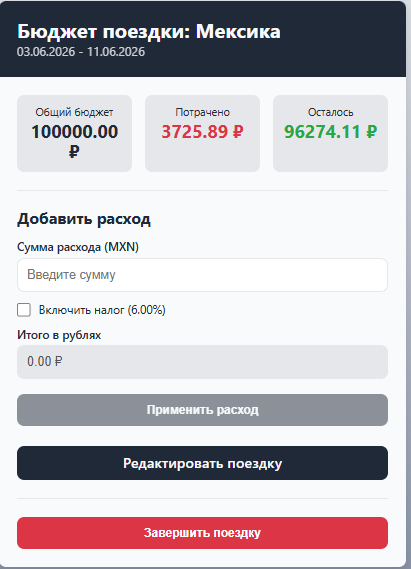 Бюджет поездки: Мексика
03.06.2026 - 11.06.2026
Общий бюджет
100000.00
₽
Потрачено
3725.89 ₽
Осталось
96274.11 ₽
Добавить расход
Сумма расхода (MXN)
Введите сумму
Включить налог (6.00%)
Итого в рублях
0.00 ₽
Применить расход
Редактировать поездку
Завершить поездку